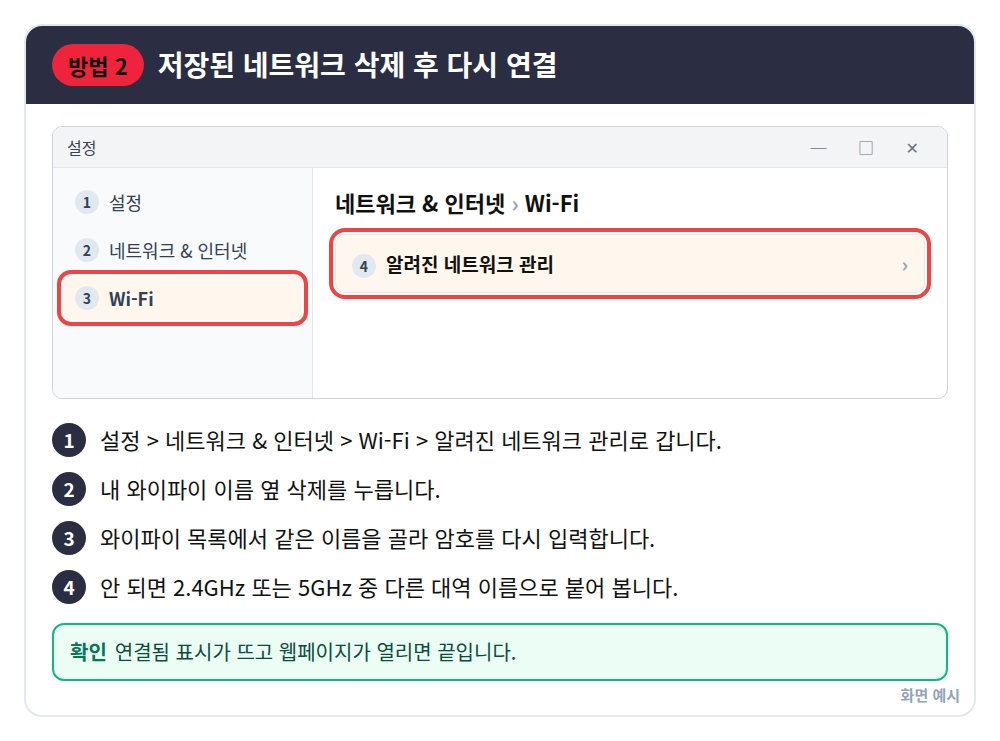 방법 2 저장된 네트워크 삭제 후 다시 연결
설정
1 설정
2 네트워크 & 인터넷
3 Wi-Fi
네트워크 & 인터넷 › Wi-Fi
4 알려진 네트워크 관리 ›
1 설정 > 네트워크 & 인터넷 > Wi-Fi > 알려진 네트워크 관리로 갑니다.
2 내 와이파이 이름 옆 삭제를 누릅니다.
3 와이파이 목록에서 같은 이름을 골라 암호를 다시 입력합니다.
4 안 되면 2.4GHz 또는 5GHz 중 다른 대역 이름으로 붙어 봅니다.
확인 연결됨 표시가 뜨고 웹페이지가 열리면 끝입니다.
화면 예시